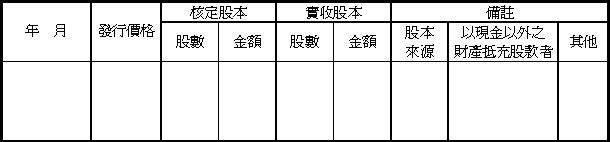 年　月 發行價格 核定股本 實收股本 備註
股數 金額 股數 金額 股本來源 以現金以外之財產抵充股款者 其他